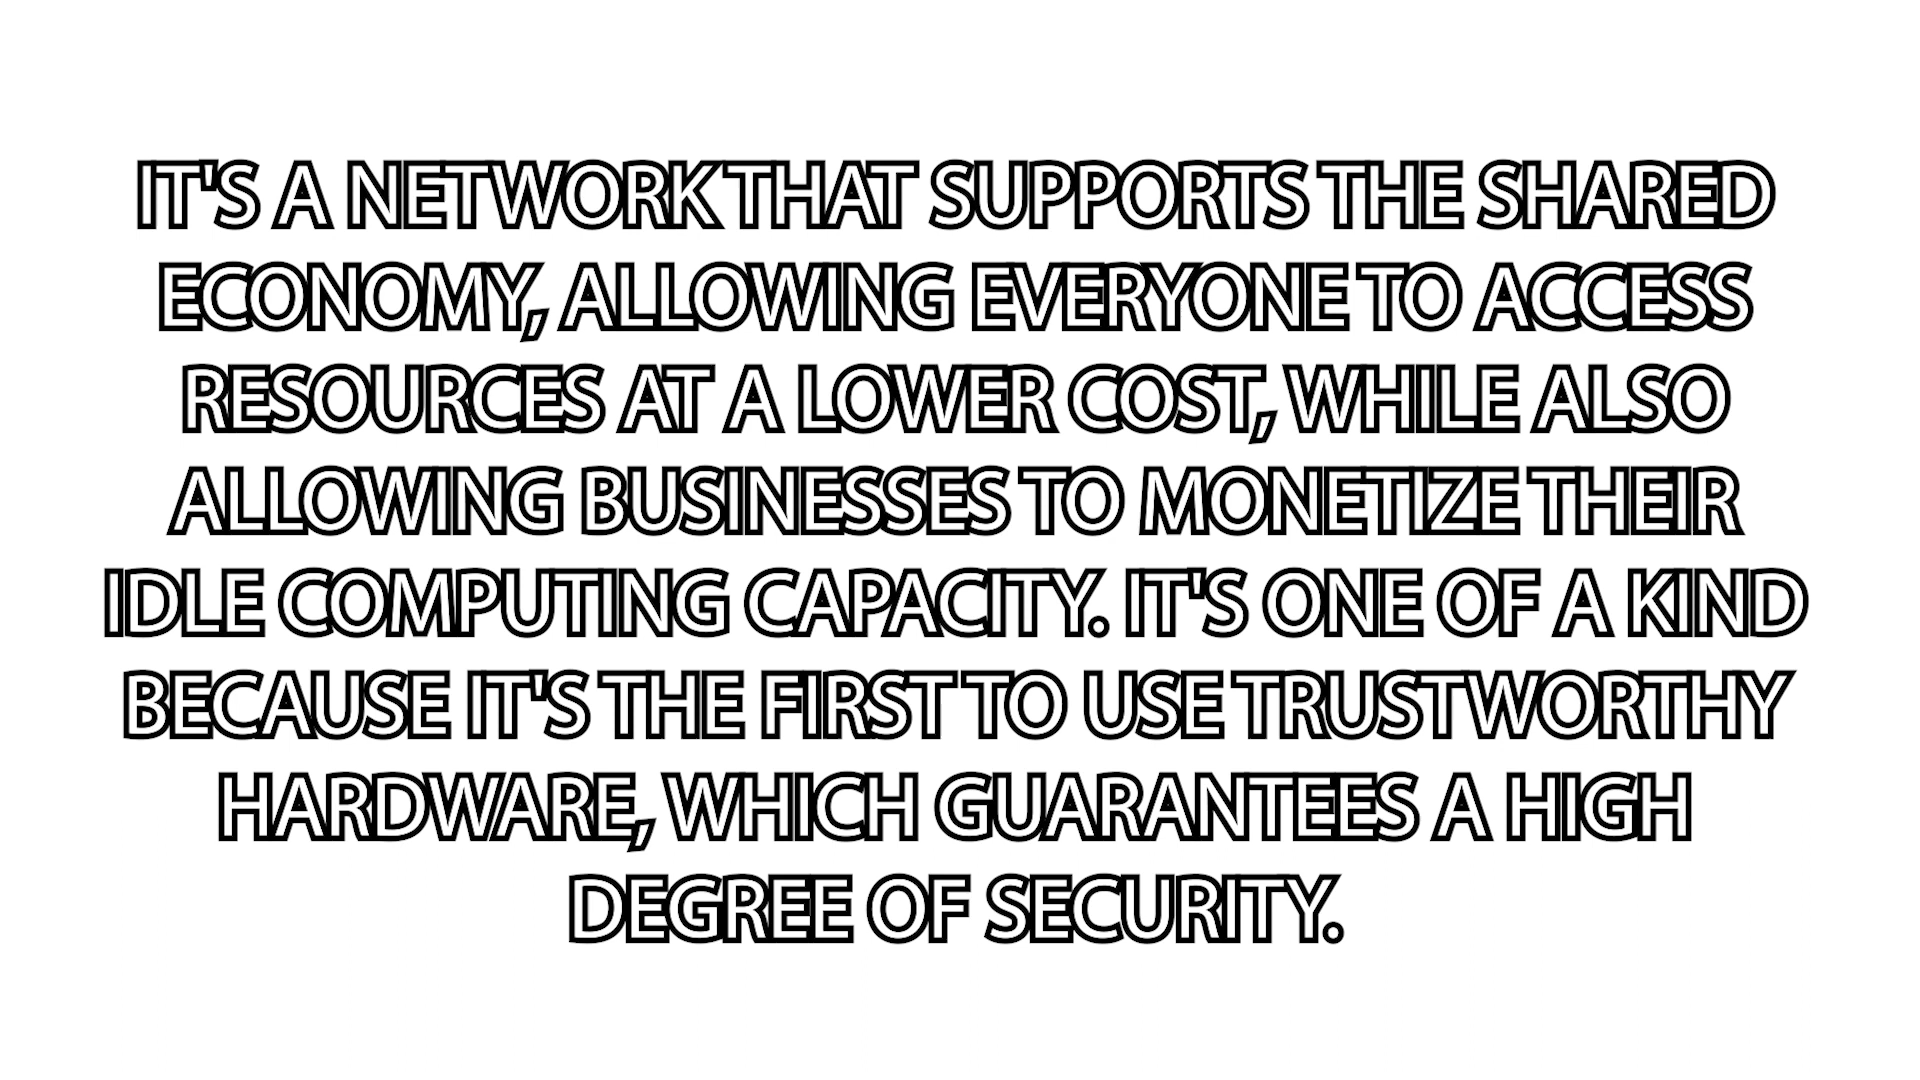 IT'S A NETWORK THAT SUPPORTS THE SHARED
ECONOMY, ALLOWING EVERYONE TO ACCESS
RESOURCES AT A LOWER COST, WHILE ALSO
ALLOWING BUSINESSES TO MONETIZE THEIR
IDLE COMPUTING CAPACITY. IT'S ONE OF A KIND
BECAUSE IT'S THE FIRST TO USE TRUSTWORTHY
HARDWARE, WHICH GUARANTEES A HIGH
DEGREE OF SECURITY.